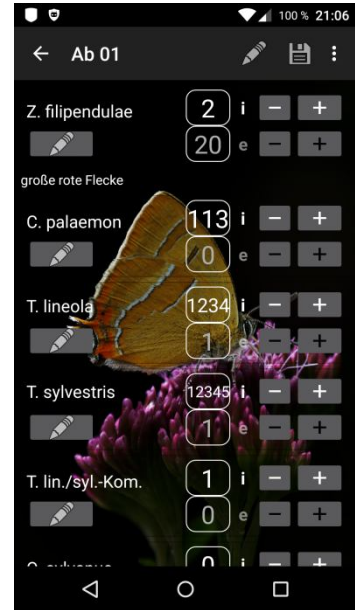 100 % 21:06
Ab 01
Z. filipendulae 2 i − +
20 e − +
große rote Flecke
C. palaemon 113 i − +
0 e − +
T. lineola 1234 i − +
1 e − +
T. sylvestris 12345 i − +
1 e − +
T. lin./syl.-Kom. 1 i − +
0 e − +